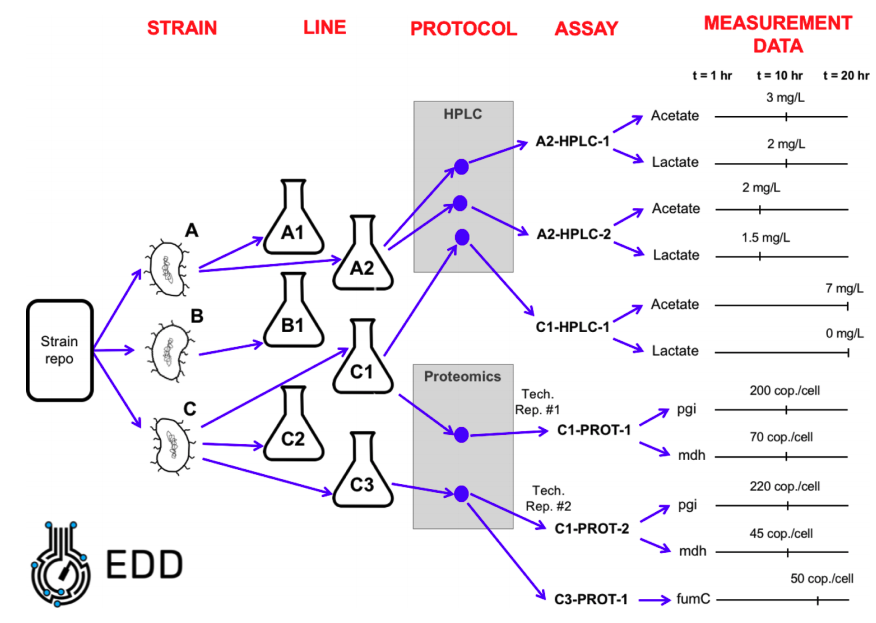 STRAIN LINE PROTOCOL ASSAY MEASUREMENT
DATA
t = 1 hr t = 10 hr t = 20 hr
HPLC
3 mg/L
Acetate
A2-HPLC-1
2 mg/L
Lactate
2 mg/L
Acetate
A2-HPLC-2
1.5 mg/L
Lactate
7 mg/L
Acetate
C1-HPLC-1
0 mg/L
Lactate
A
A1
A2
B
B1
Strain
repo
C1
C
C2
C3
Proteomics
Tech.
Rep. #1
200 cop./cell
pgi
C1-PROT-1
70 cop./cell
mdh
Tech.
Rep. #2
220 cop./cell
pgi
C1-PROT-2
45 cop./cell
mdh
50 cop./cell
C3-PROT-1
fumC
EDD